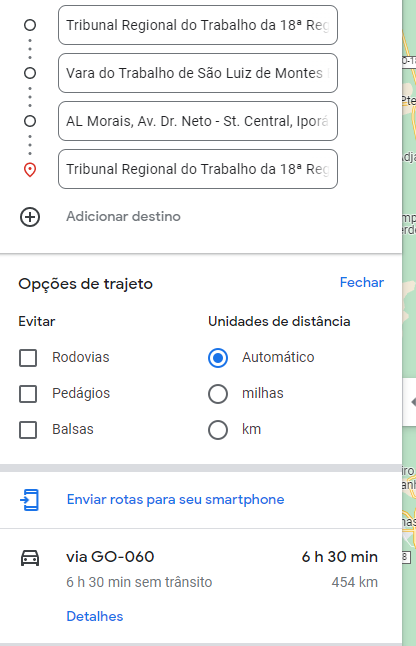 Tribunal Regional do Trabalho da 18ª Reg
Vara do Trabalho de São Luiz de Montes
AL Morais, Av. Dr. Neto - St. Central, Iporá
Tribunal Regional do Trabalho da 18ª Reg
Adicionar destino
Opções de trajeto
Fechar
Evitar
Unidades de distância
Rodovias
Automático
Pedágios
milhas
Balsas
km
Enviar rotas para seu smartphone
via GO-060
6 h 30 min
6 h 30 min sem trânsito
454 km
Detalhes